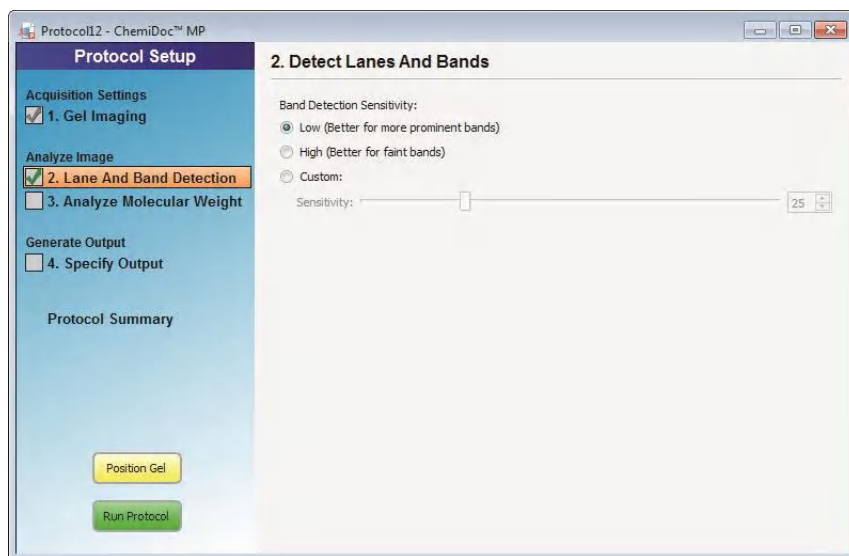 Protocol12 - ChemiDoc™ MP
Protocol Setup
Acquisition Settings
1. Gel Imaging
Analyze Image
2. Lane And Band Detection
3. Analyze Molecular Weight
Generate Output
4. Specify Output
Protocol Summary
Position Gel
Run Protocol
2. Detect Lanes And Bands
Band Detection Sensitivity:
Low (Better for more prominent bands)
High (Better for faint bands)
Custom:
Sensitivity: 25